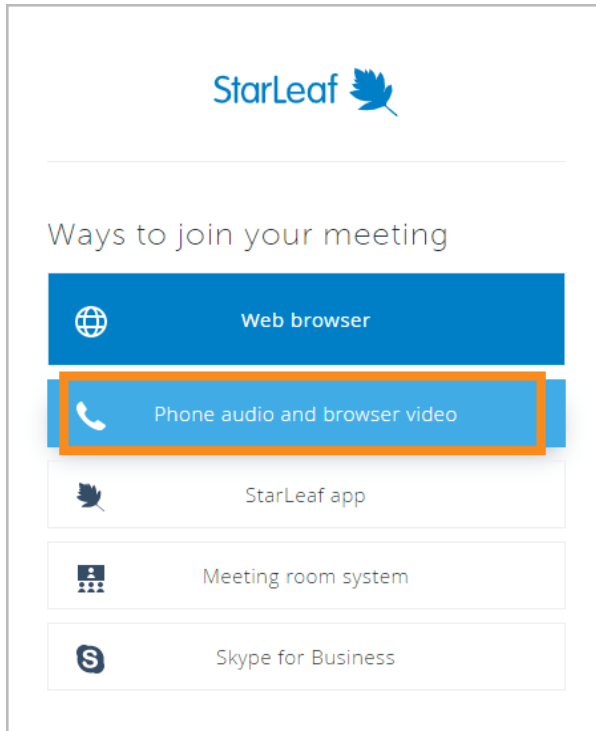 StarLeaf
Ways to join your meeting
Web browser
Phone audio and browser video
StarLeaf app
Meeting room system
Skype for Business